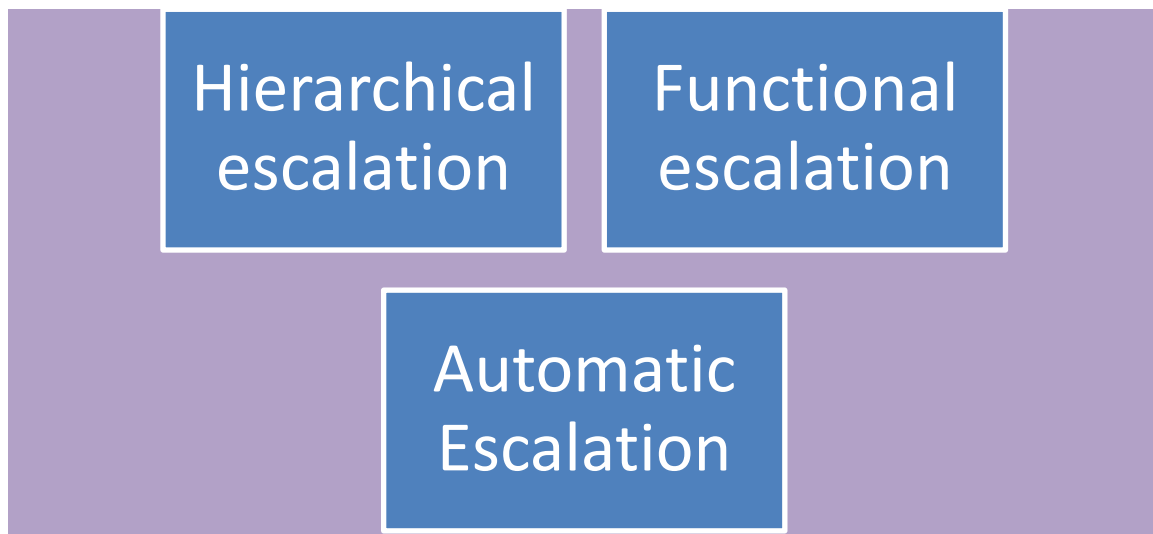 Hierarchical
escalation
Functional
escalation
Automatic
Escalation